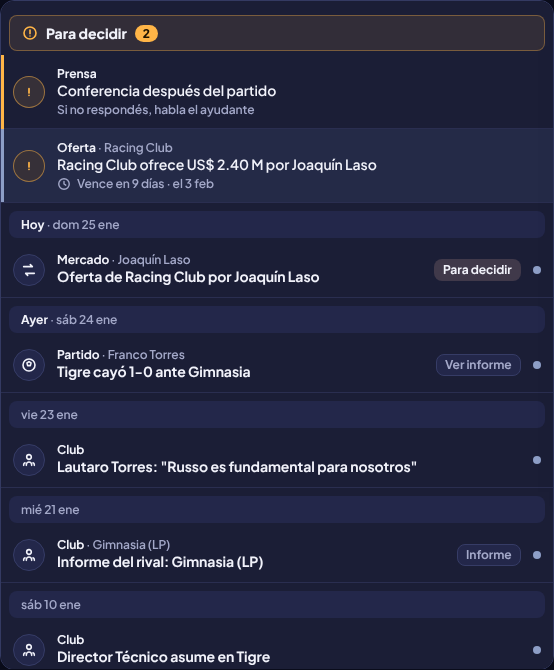 Para decidir 2
Prensa
Conferencia después del partido
Si no respondés, habla el ayudante
Oferta · Racing Club
Racing Club ofrece US$ 2.40 M por Joaquín Laso
Vence en 9 días · el 3 feb
Hoy · dom 25 ene
Mercado · Joaquín Laso
Oferta de Racing Club por Joaquín Laso
Para decidir
Ayer · sáb 24 ene
Partido · Franco Torres
Tigre cayó 1–0 ante Gimnasia
Ver informe
vie 23 ene
Club
Lautaro Torres: "Russo es fundamental para nosotros"
mié 21 ene
Club · Gimnasia (LP)
Informe del rival: Gimnasia (LP)
Informe
sáb 10 ene
Club
Director Técnico asume en Tigre